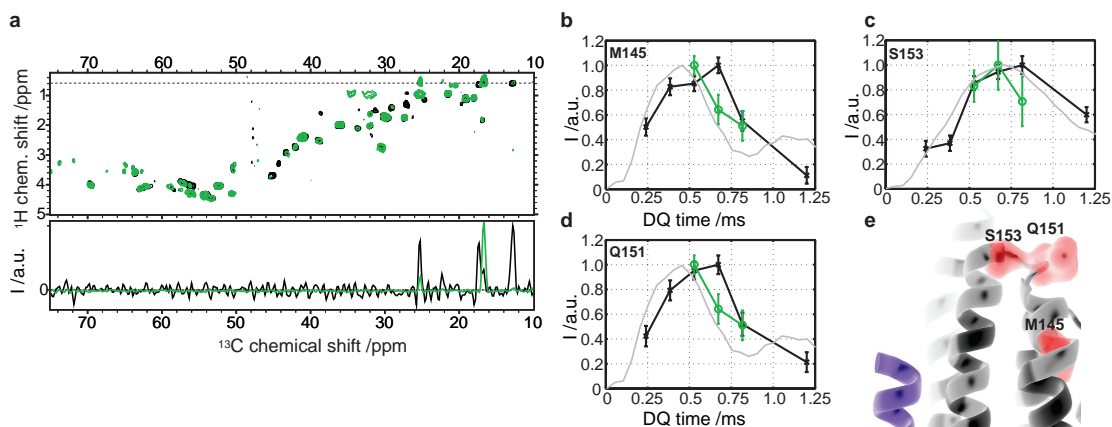 a
70 60 50 40 30 20 10
1
2
3
4
5
¹H chem. shift /ppm
I /a.u.
0
70 60 50 40 30 20 10
¹³C chemical shift /ppm
b
M145
I /a.u.
1.2
1.0
0.8
0.6
0.4
0.2
0
0 0.25 0.5 0.75 1.0 1.25
DQ time /ms
c
S153
1.2
1.0
0.8
0.6
0.4
0.2
0
0 0.25 0.5 0.75 1.0 1.25
DQ time /ms
d
Q151
I /a.u.
1.2
1.0
0.8
0.6
0.4
0.2
0
0 0.25 0.5 0.75 1.0 1.25
DQ time /ms
e
S153 Q151
M145